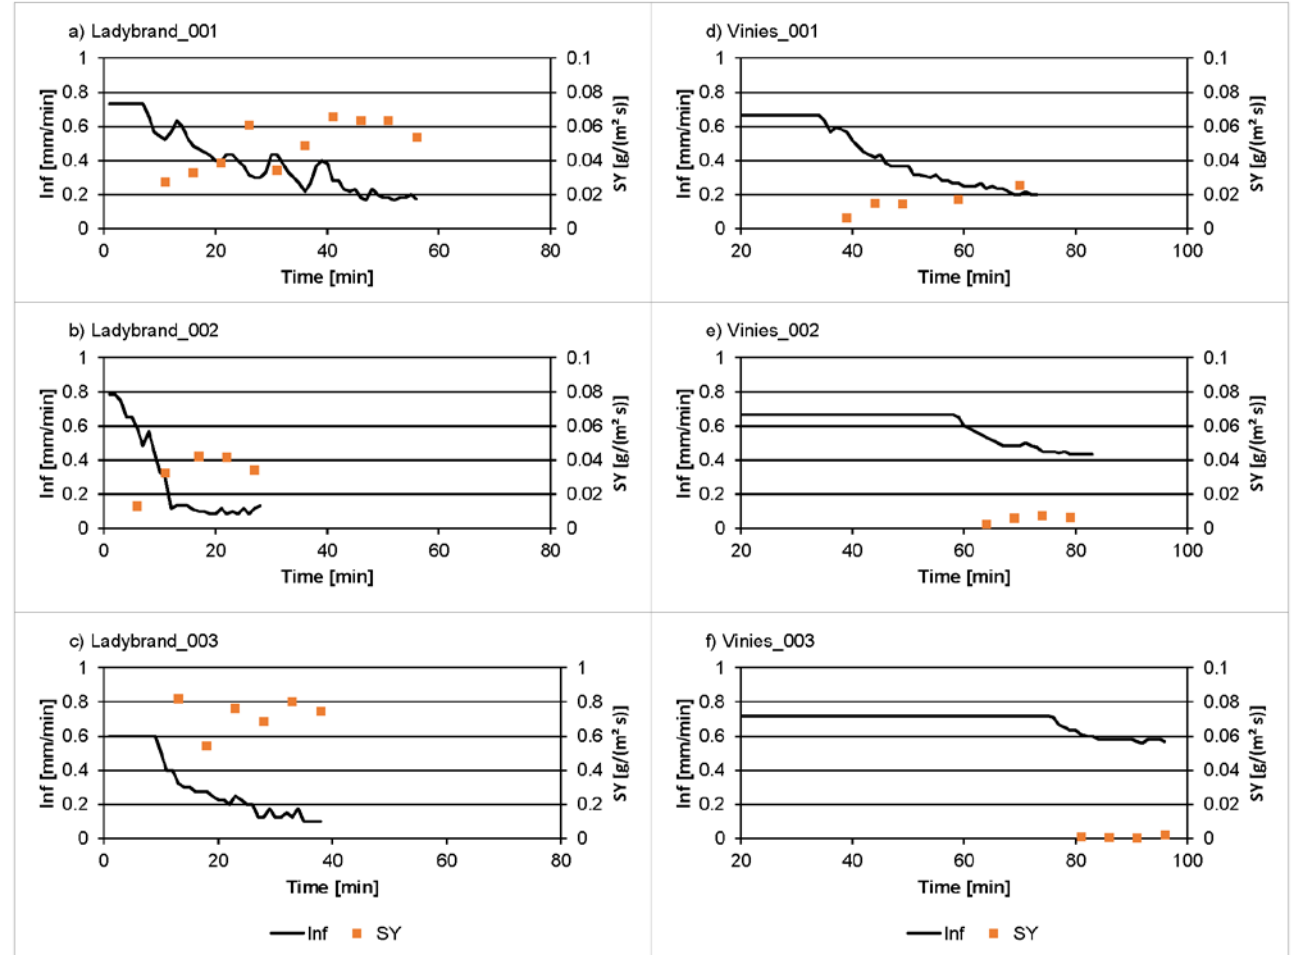 a) Ladybrand_001
1
0.8
0.6
0.4
0.2
0
0.1
0.08
0.06
0.04
0.02
0
0 20 40 60 80
Inf [mm/min]
SY [g/(m² s)]
Time [min]
d) Vinies_001
1
0.8
0.6
0.4
0.2
0
0.1
0.08
0.06
0.04
0.02
0
20 40 60 80 100
Inf [mm/min]
SY [g/(m² s)]
Time [min]
b) Ladybrand_002
1
0.8
0.6
0.4
0.2
0
0.1
0.08
0.06
0.04
0.02
0
0 20 40 60 80
Inf [mm/min]
SY [g/(m² s)]
Time [min]
e) Vinies_002
1
0.8
0.6
0.4
0.2
0
0.1
0.08
0.06
0.04
0.02
0
20 40 60 80 100
Inf [mm/min]
SY [g/(m² s)]
Time [min]
c) Ladybrand_003
1
0.8
0.6
0.4
0.2
0
1
0.8
0.6
0.4
0.2
0
0 20 40 60 80
Inf [mm/min]
SY [g/(m² s)]
Time [min]
Inf SY
f) Vinies_003
1
0.8
0.6
0.4
0.2
0
0.1
0.08
0.06
0.04
0.02
0
20 40 60 80 100
Inf [mm/min]
SY [g/(m² s)]
Time [min]
Inf SY